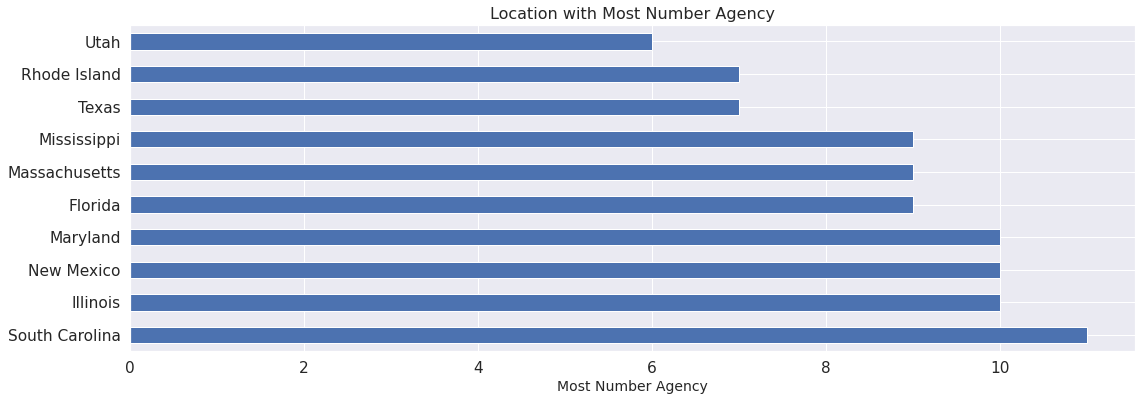 Location with Most Number Agency
Utah
Rhode Island
Texas
Mississippi
Massachusetts
Florida
Maryland
New Mexico
Illinois
South Carolina
0 2 4 6 8 10
Most Number Agency